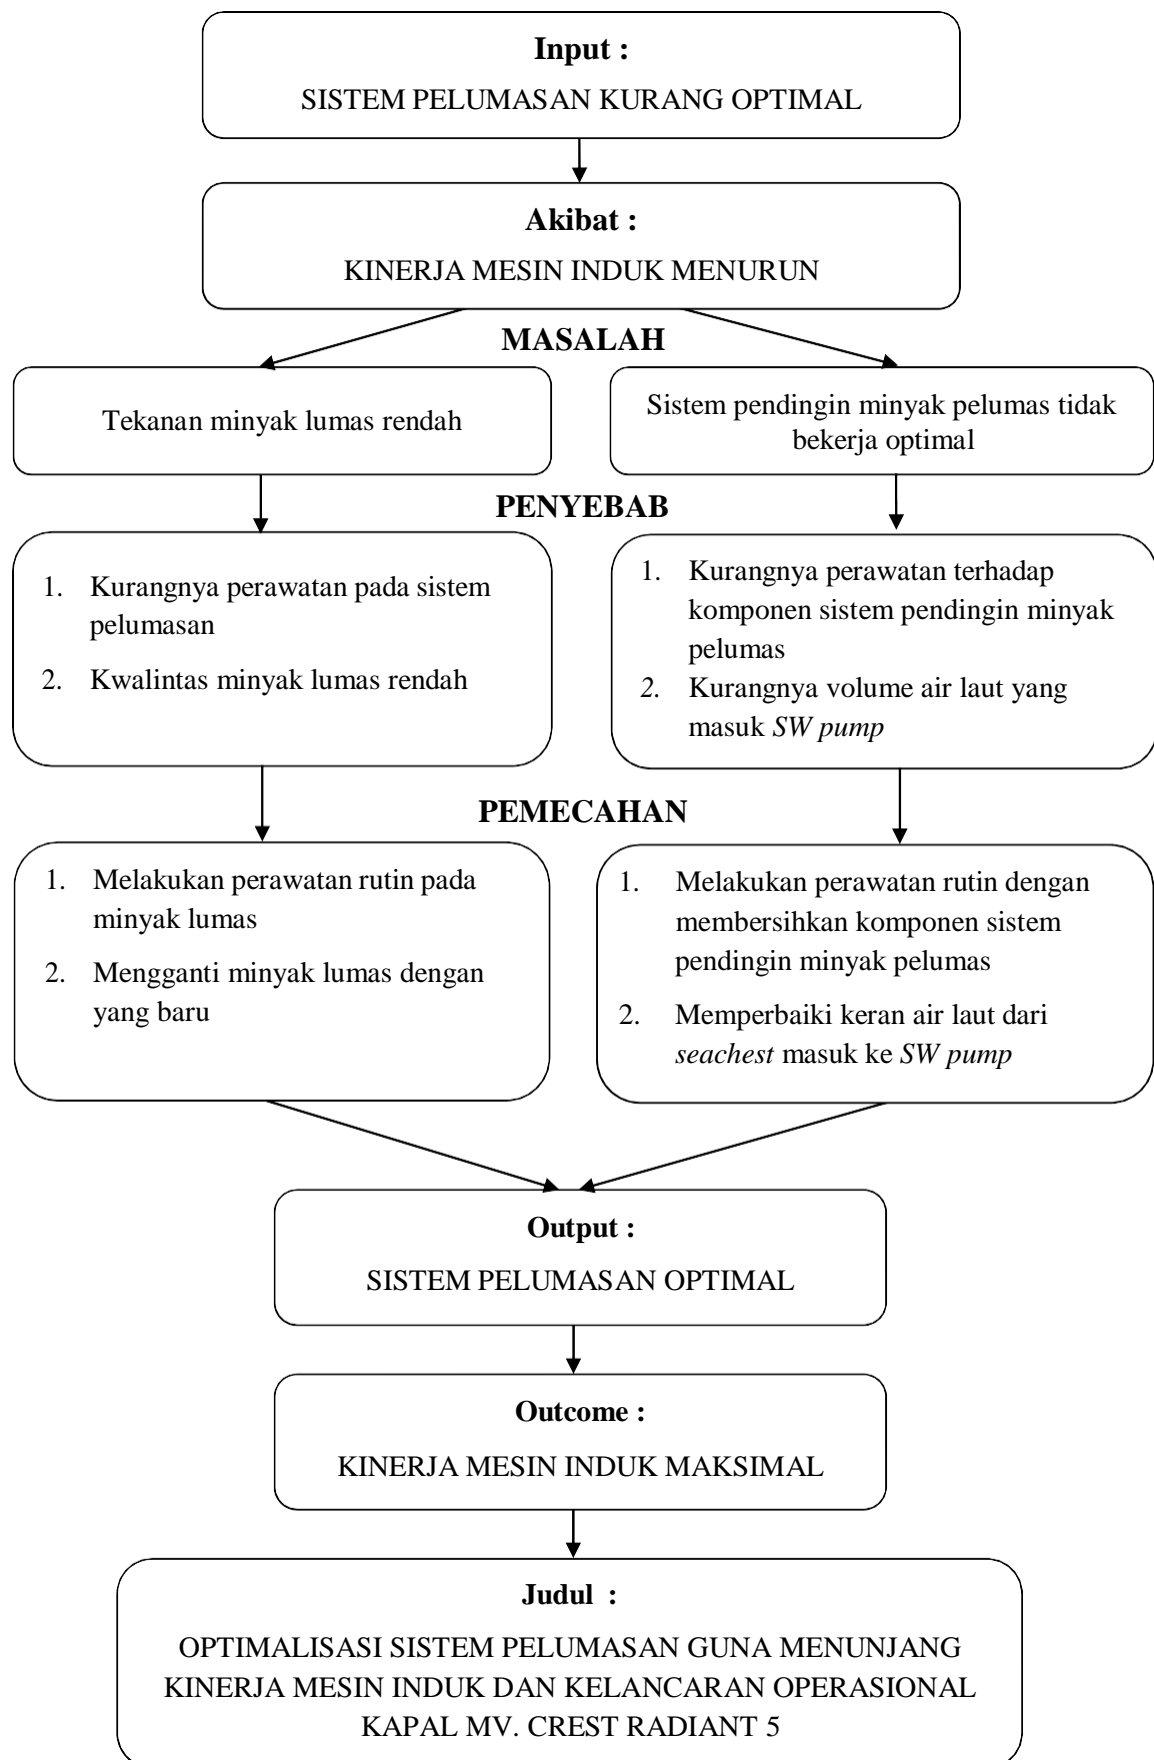 Input :
SISTEM PELUMASAN KURANG OPTIMAL
Akibat :
KINERJA MESIN INDUK MENURUN
MASALAH
Tekanan minyak lumas rendah
Sistem pendingin minyak pelumas tidak
bekerja optimal
PENYEBAB
1. Kurangnya perawatan pada sistem
pelumasan
2. Kwalintas minyak lumas rendah
1. Kurangnya perawatan terhadap
komponen sistem pendingin minyak
pelumas
2. Kurangnya volume air laut yang
masuk SW pump
PEMECAHAN
1. Melakukan perawatan rutin pada
minyak lumas
2. Mengganti minyak lumas dengan
yang baru
1. Melakukan perawatan rutin dengan
membersihkan komponen sistem
pendingin minyak pelumas
2. Memperbaiki keran air laut dari
seachest masuk ke SW pump
Output :
SISTEM PELUMASAN OPTIMAL
Outcome :
KINERJA MESIN INDUK MAKSIMAL
Judul :
OPTIMALISASI SISTEM PELUMASAN GUNA MENUNJANG
KINERJA MESIN INDUK DAN KELANCARAN OPERASIONAL
KAPAL MV. CREST RADIANT 5